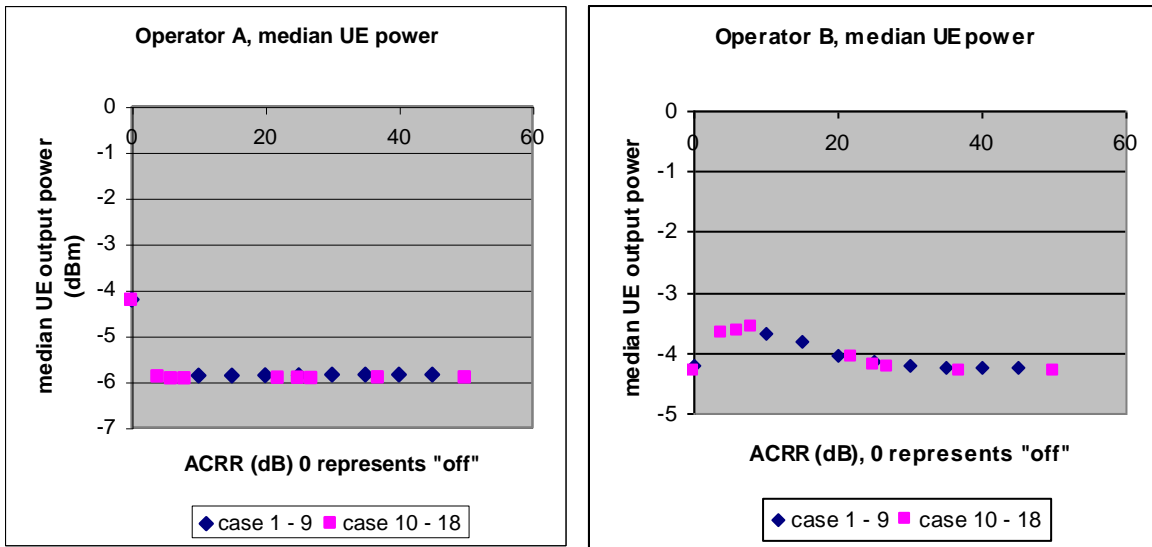 Operator A, median UE power
0
-1
-2
-3
-4
-5
-6
-7
0
20
40
60
median UE output power
(dBm)
ACRR (dB) 0 represents "off"
case 1 - 9
case 10 - 18
Operator B, median UE power
0
-1
-2
-3
-4
-5
0
20
40
60
median UE output power
(dBm)
ACRR (dB), 0 represents "off"
case 1 - 9
case 10 - 18